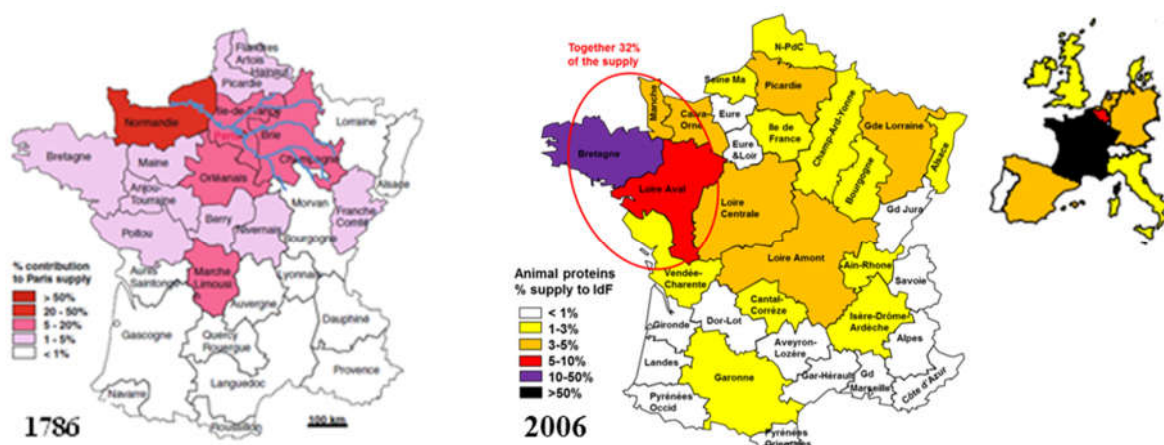 Flandres
Artois
Hainaut
Picardie
Ile-de-France
Normandie
Paris
Brie
Lorraine
Champagne
Alsace
Bretagne
Maine
Orléanais
Anjou-
Touraine
Morvan
Berry
Nivernais
Franche
Comté
Poitou
Bourgogne
% contribution
to Paris supply
> 50%
20 - 50%
5 - 20%
1 - 5%
< 1%
Aunis
Saintonge
Marche
Limousi
Lyonnais
Auvergne
Gascogne
Quercy
Rouergue
Dauphiné
Languedoc
Provence
Navarre
Roussillon
100 km
1786
Together 32%
of the supply
N-PdC
Seine Ma
Picardie
Manche
Calva-
Orne
Eure
Eure
&Loir
Ile de
France
Champ-Ard-Yonne
Gde Lorraine
Alsace
Bretagne
Loire Aval
Loire
Centrale
Bourgogne
Gd Jura
Loire Amont
Ain-Rhone
Savoie
Vendée-
Charente
Cantal-
Corrèze
Isère-Drôme-
Ardèche
Animal proteins
% supply to IdF
< 1%
1-3%
3-5%
5-10%
10-50%
>50%
Gironde
Dor-Lot
Aveyron-
Lozère
Alpes
Landes
Garonne
Gar-Hérault
Gd
Marseille
Côte d'Azur
Pyrénées
Occid
Pyrénées
2006